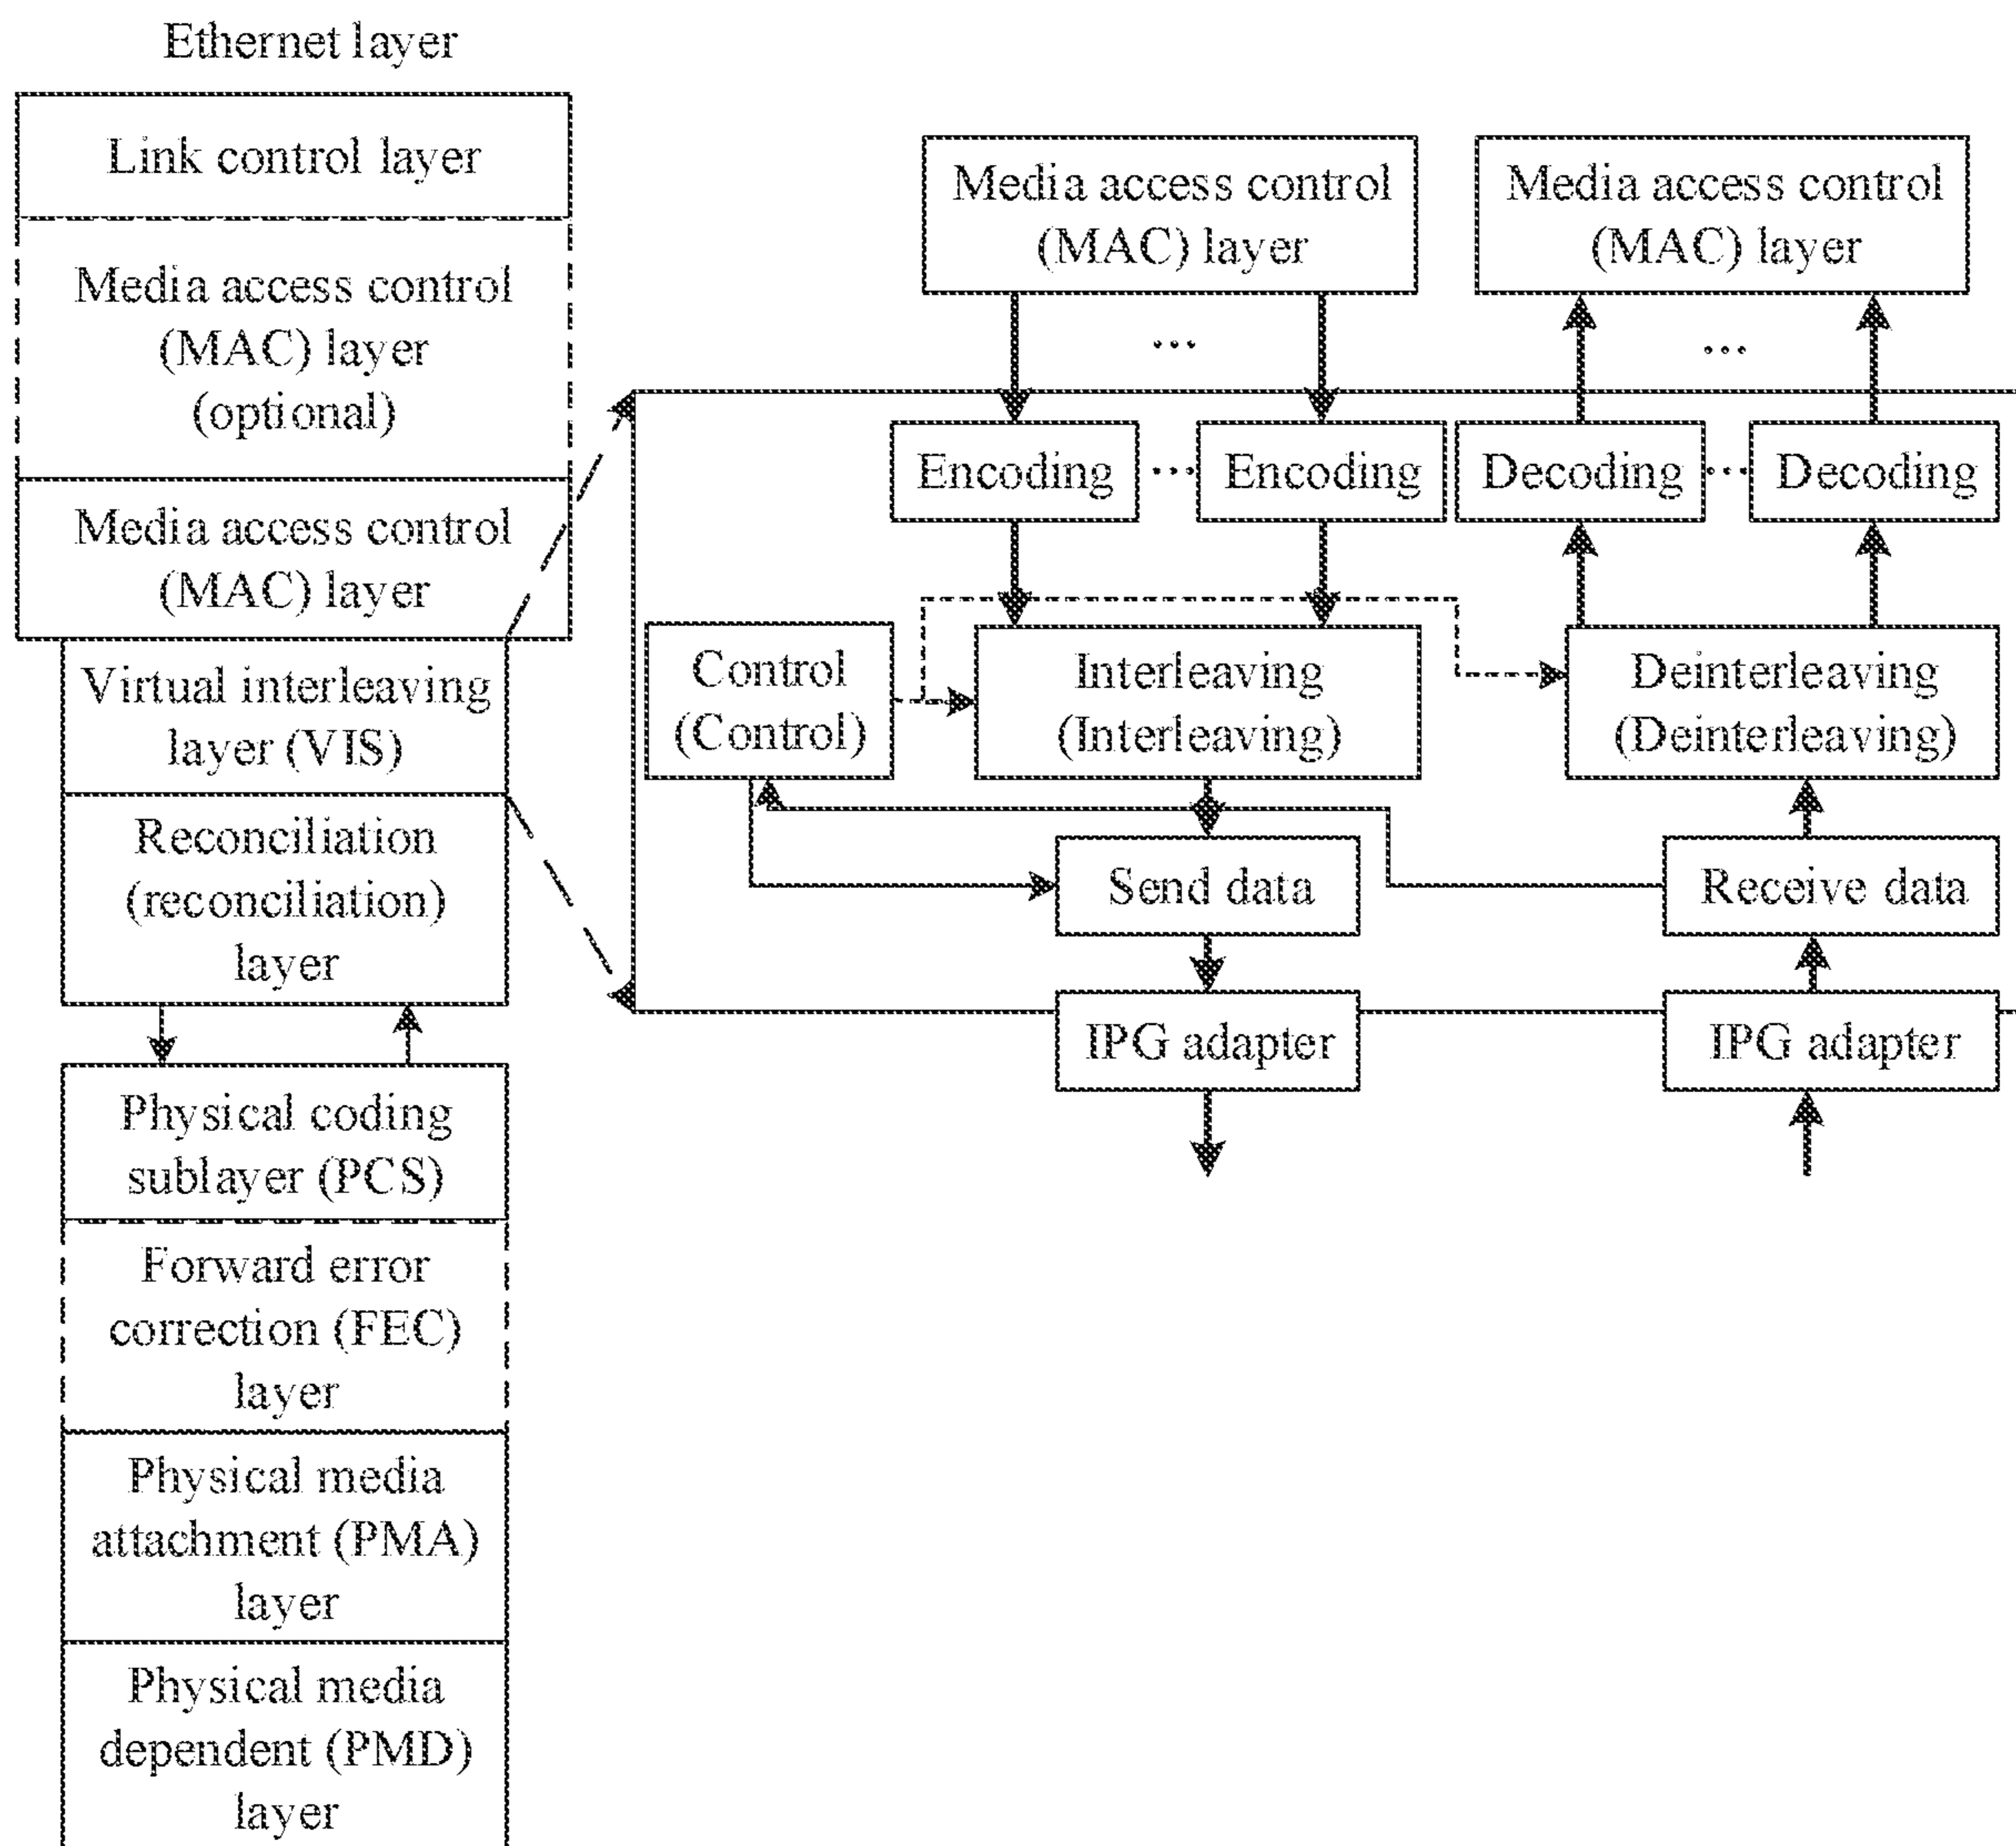 Ethernet layer
Link control layer
Media access control
(MAC) layer
(optional)
Media access control
(MAC) layer
Virtual interleaving
layer (VIS)
Reconciliation
(reconciliation)
layer
Physical coding
sublayer (PCS)
Forward error
correction (FEC)
layer
Physical media
attachment (PMA)
layer
Physical media
dependent (PMD)
layer
Media access control
(MAC) layer
Media access control
(MAC) layer
...
...
Encoding
...
Encoding
Decoding
...
Decoding
Control
(Control)
Interleaving
(Interleaving)
Deinterleaving
(Deinterleaving)
Send data
Receive data
IPG adapter
IPG adapter